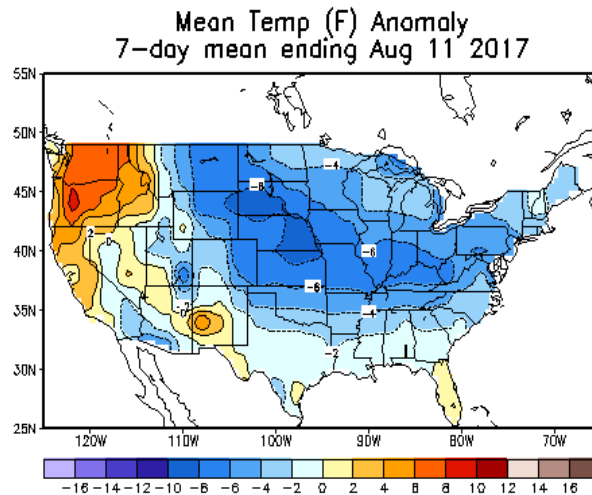 Mean Temp (F) Anomaly
7-day mean ending Aug 11 2017
55N
50N
45N
40N
35N
30N
25N
120W 110W 100W 90W 80W 70W
-4
-6
2
0
-6
-2
-6
-4
-2
-16 -14 -12 -10 -8 -6 -4 -2 0 2 4 6 8 10 12 14 16